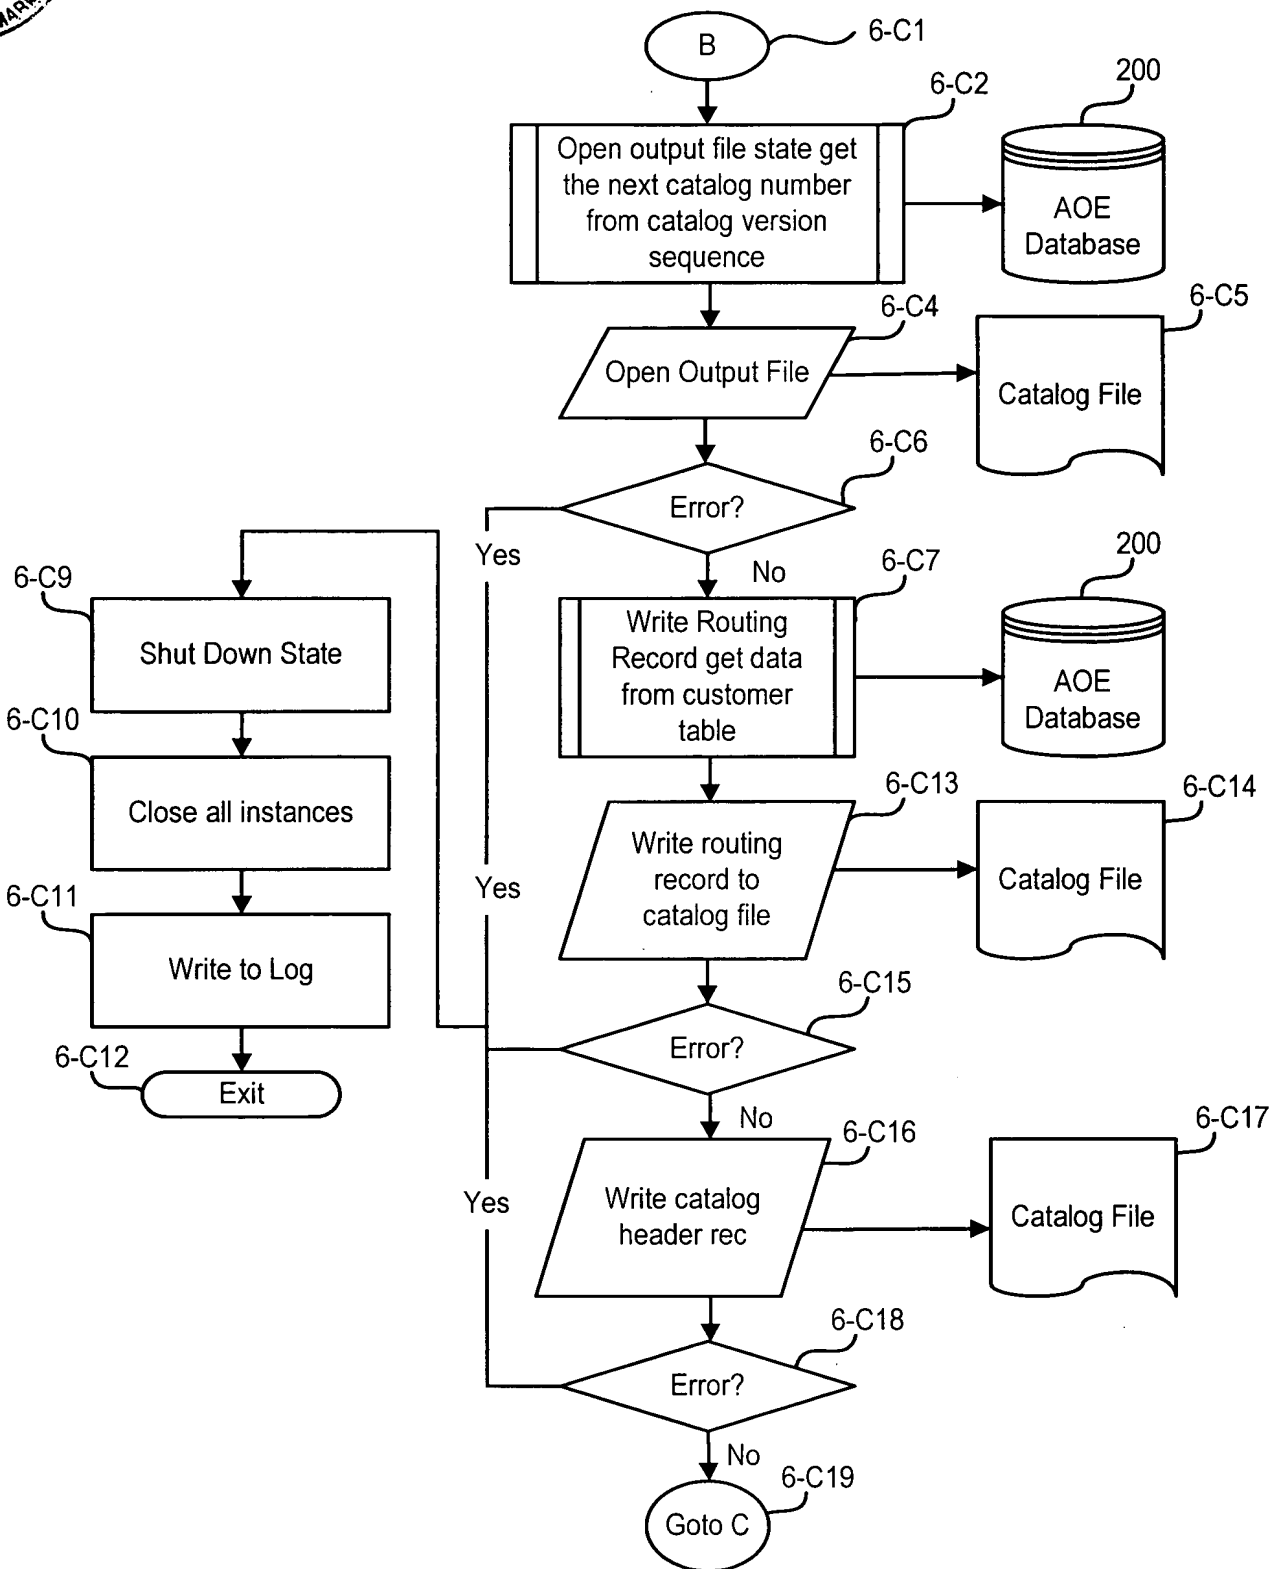 MARK
B
6-C1
6-C2
200
Open output file state get
the next catalog number
from catalog version
sequence
AOE
Database
6-C4
6-C5
Open Output File
Catalog File
6-C6
Error?
Yes
No
6-C7
200
6-C9
Shut Down State
Write Routing
Record get data
from customer
table
AOE
Database
6-C10
Close all instances
6-C13
6-C14
Write routing
record to
catalog file
Catalog File
Yes
6-C11
Write to Log
6-C15
Error?
6-C12
Exit
No
6-C16
6-C17
Yes
Write catalog
header rec
Catalog File
6-C18
Error?
No
6-C19
Goto C